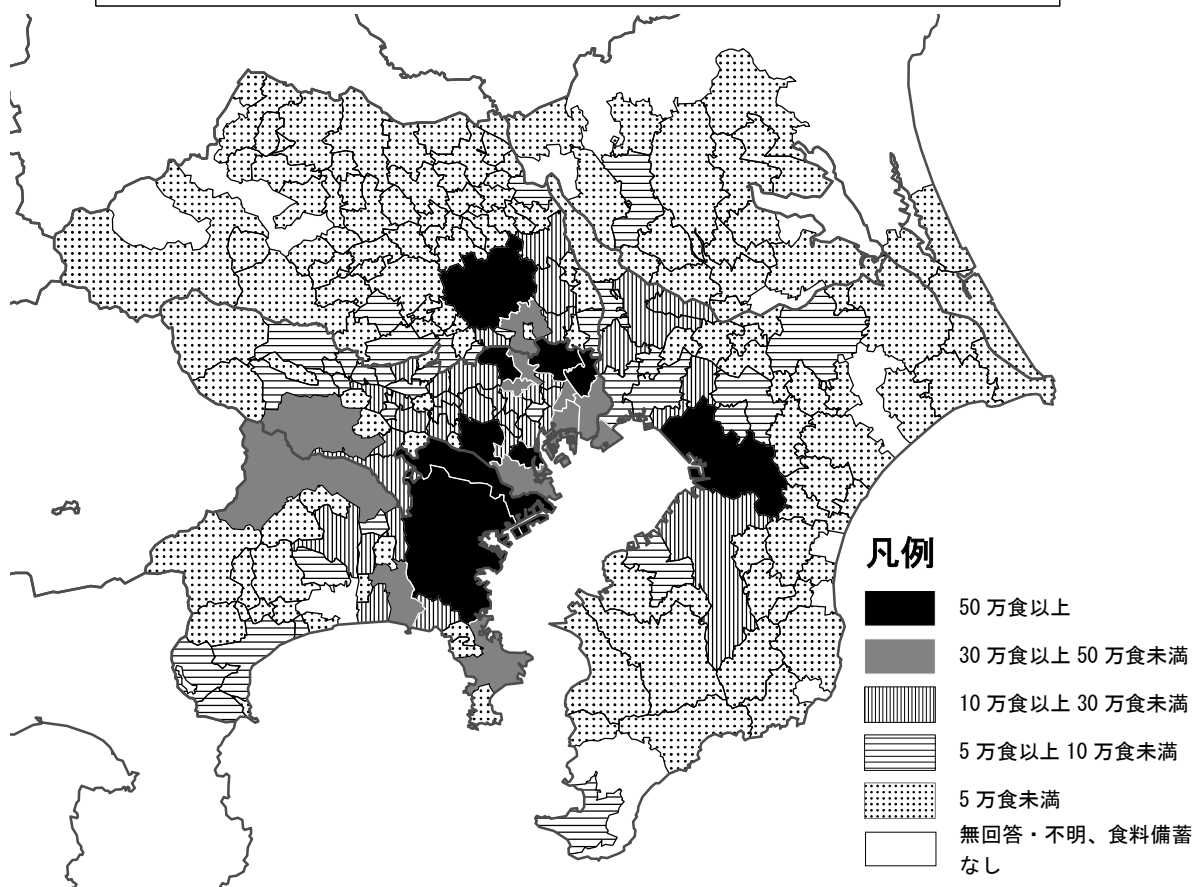 凡例
50 万食以上
30 万食以上 50 万食未満
10 万食以上 30 万食未満
5 万食以上 10 万食未満
5 万食未満
無回答・不明、食料備蓄
なし